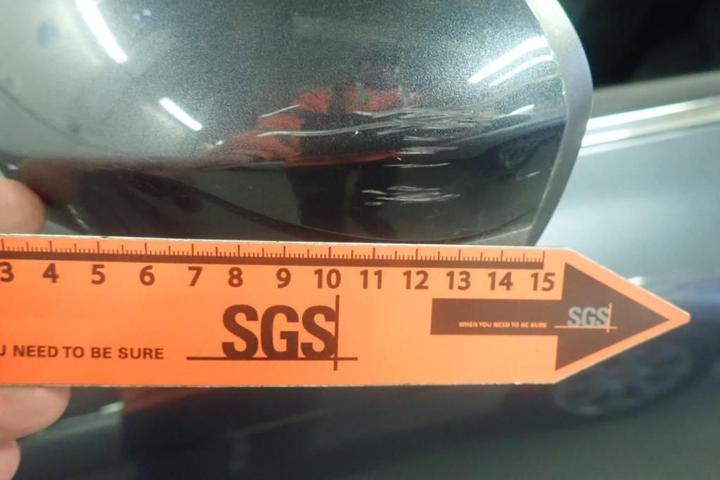 3 4 5 6 7 8 9 10 11 12 13 14 15
SGS
WHEN YOU NEED TO BE SURE SGS
U NEED TO BE SURE